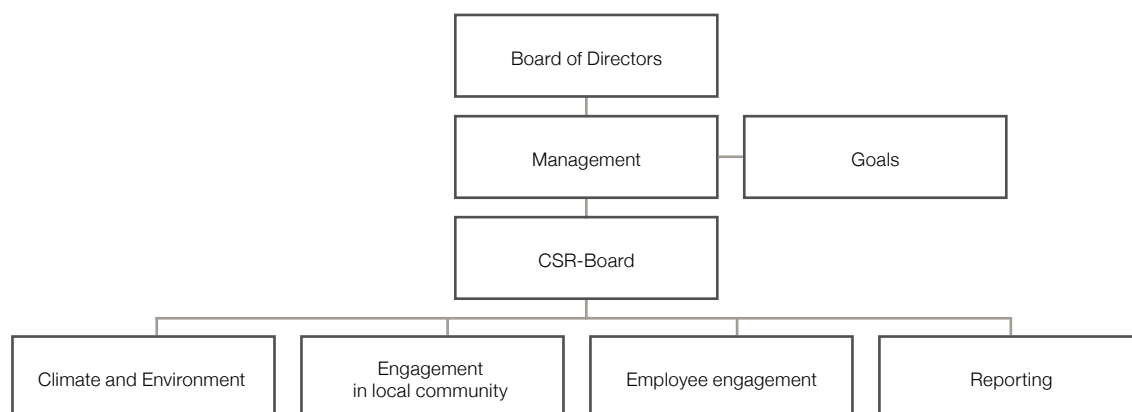 Board of Directors
Management
Goals
CSR-Board
Climate and Environment
Engagement
in local community
Employee engagement
Reporting